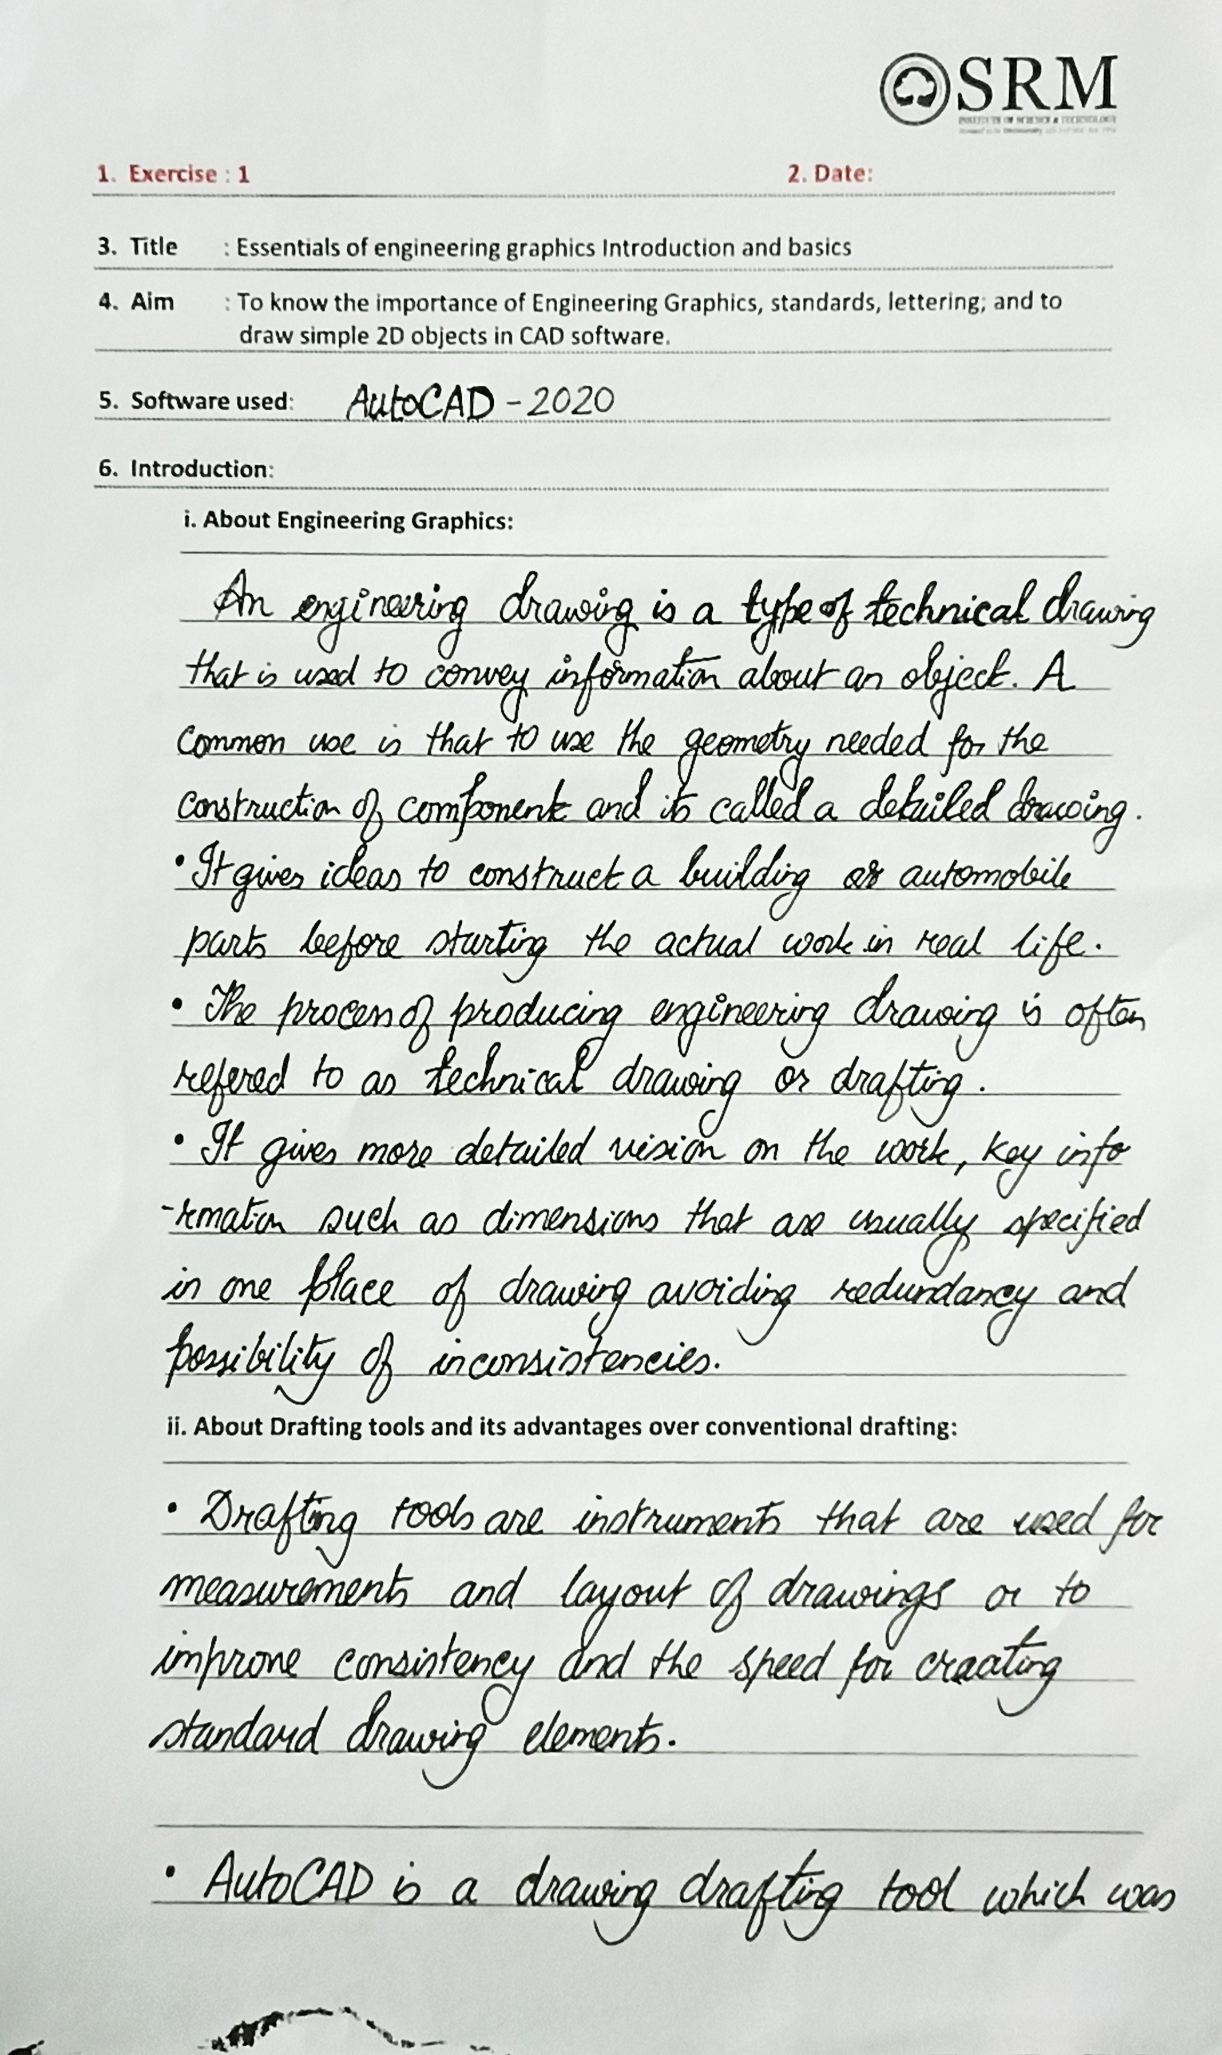 SRM
INSTITUTE OF SCIENCE & TECHNOLOGY
1. Exercise : 1 2. Date:
3. Title : Essentials of engineering graphics Introduction and basics
4. Aim : To know the importance of Engineering Graphics, standards, lettering; and to
draw simple 2D objects in CAD software.
5. Software used: AutoCAD - 2020
6. Introduction:
i. About Engineering Graphics:
An engineering drawing is a type of technical drawing
that is used to convey information about an object. A
common use is that to use the geometry needed for the
construction of component and its called a detailed drawing.
• It gives ideas to construct a building or automobile
parts before starting the actual work in real life.
• The process of producing engineering drawing is often
refered to as technical drawing or drafting.
• It gives more detailed vision on the work, key info
-rmation such as dimensions that are usually specified
in one place of drawing avoiding redundancy and
possibility of inconsistencies.
ii. About Drafting tools and its advantages over conventional drafting:
• Drafting tools are instruments that are used for
measurements and layout of drawings or to
improve consistency and the speed for creating
standard drawing elements.
• AutoCAD is a drawing drafting tool which was